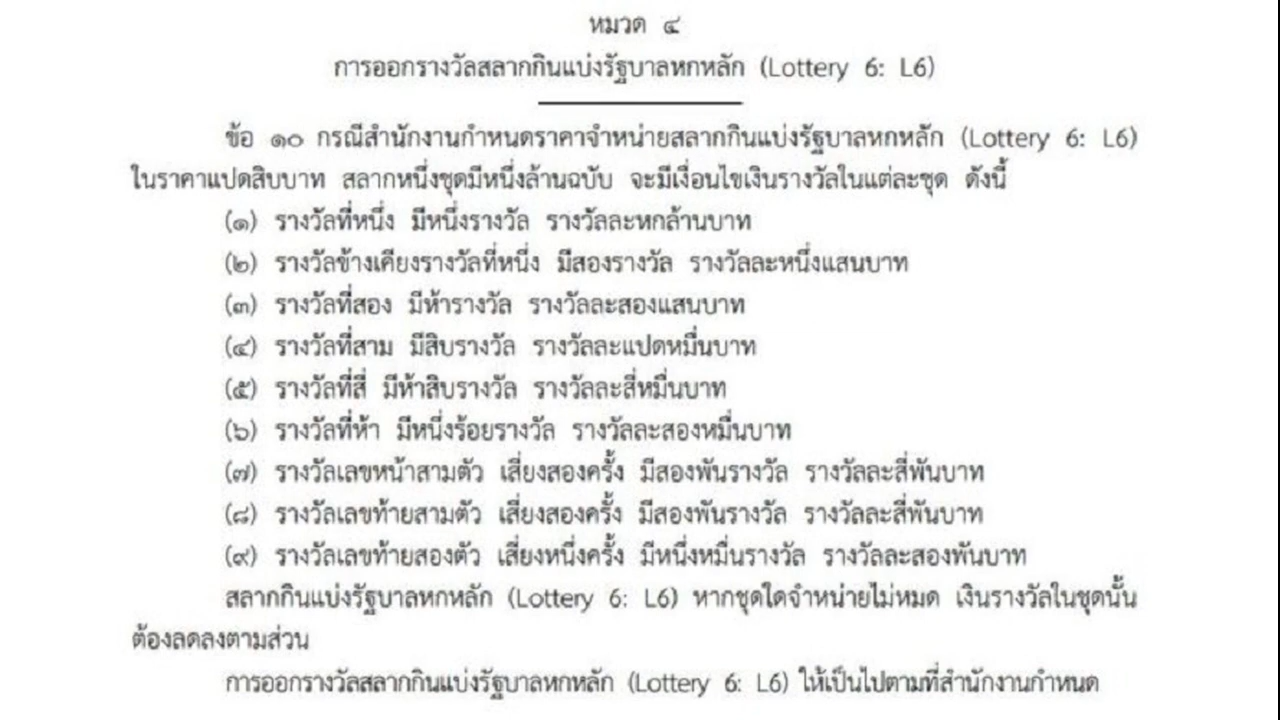 หมวด ๔
การออกรางวัลสลากกินแบ่งรัฐบาลหกหลัก (Lottery 6: L6)
ข้อ ๑๐ กรณีสำนักงานกำหนดราคาจำหน่ายสลากกินแบ่งรัฐบาลหกหลัก (Lottery 6: L6)
ในราคาแปดสิบบาท สลากหนึ่งชุดมีหนึ่งล้านฉบับ จะมีเงื่อนไขเงินรางวัลในแต่ละชุด ดังนี้
(๑) รางวัลที่หนึ่ง มีหนึ่งรางวัล รางวัลละหกล้านบาท
(๒) รางวัลข้างเคียงรางวัลที่หนึ่ง มีสองรางวัล รางวัลละหนึ่งแสนบาท
(๓) รางวัลที่สอง มีห้ารางวัล รางวัลละสองแสนบาท
(๔) รางวัลที่สาม มีสิบรางวัล รางวัลละแปดหมื่นบาท
(๕) รางวัลที่สี่ มีห้าสิบรางวัล รางวัลละสี่หมื่นบาท
(๖) รางวัลที่ห้า มีหนึ่งร้อยรางวัล รางวัลละสองหมื่นบาท
(๗) รางวัลเลขหน้าสามตัว เสี่ยงสองครั้ง มีสองพันรางวัล รางวัลละสี่พันบาท
(๘) รางวัลเลขท้ายสามตัว เสี่ยงสองครั้ง มีสองพันรางวัล รางวัลละสี่พันบาท
(๙) รางวัลเลขท้ายสองตัว เสี่ยงหนึ่งครั้ง มีหนึ่งหมื่นรางวัล รางวัลละสองพันบาท
สลากกินแบ่งรัฐบาลหกหลัก (Lottery 6: L6) หากชุดใดจำหน่ายไม่หมด เงินรางวัลในชุดนั้น
ต้องลดลงตามส่วน
การออกรางวัลสลากกินแบ่งรัฐบาลหกหลัก (Lottery 6: L6) ให้เป็นไปตามที่สำนักงานกำหนด